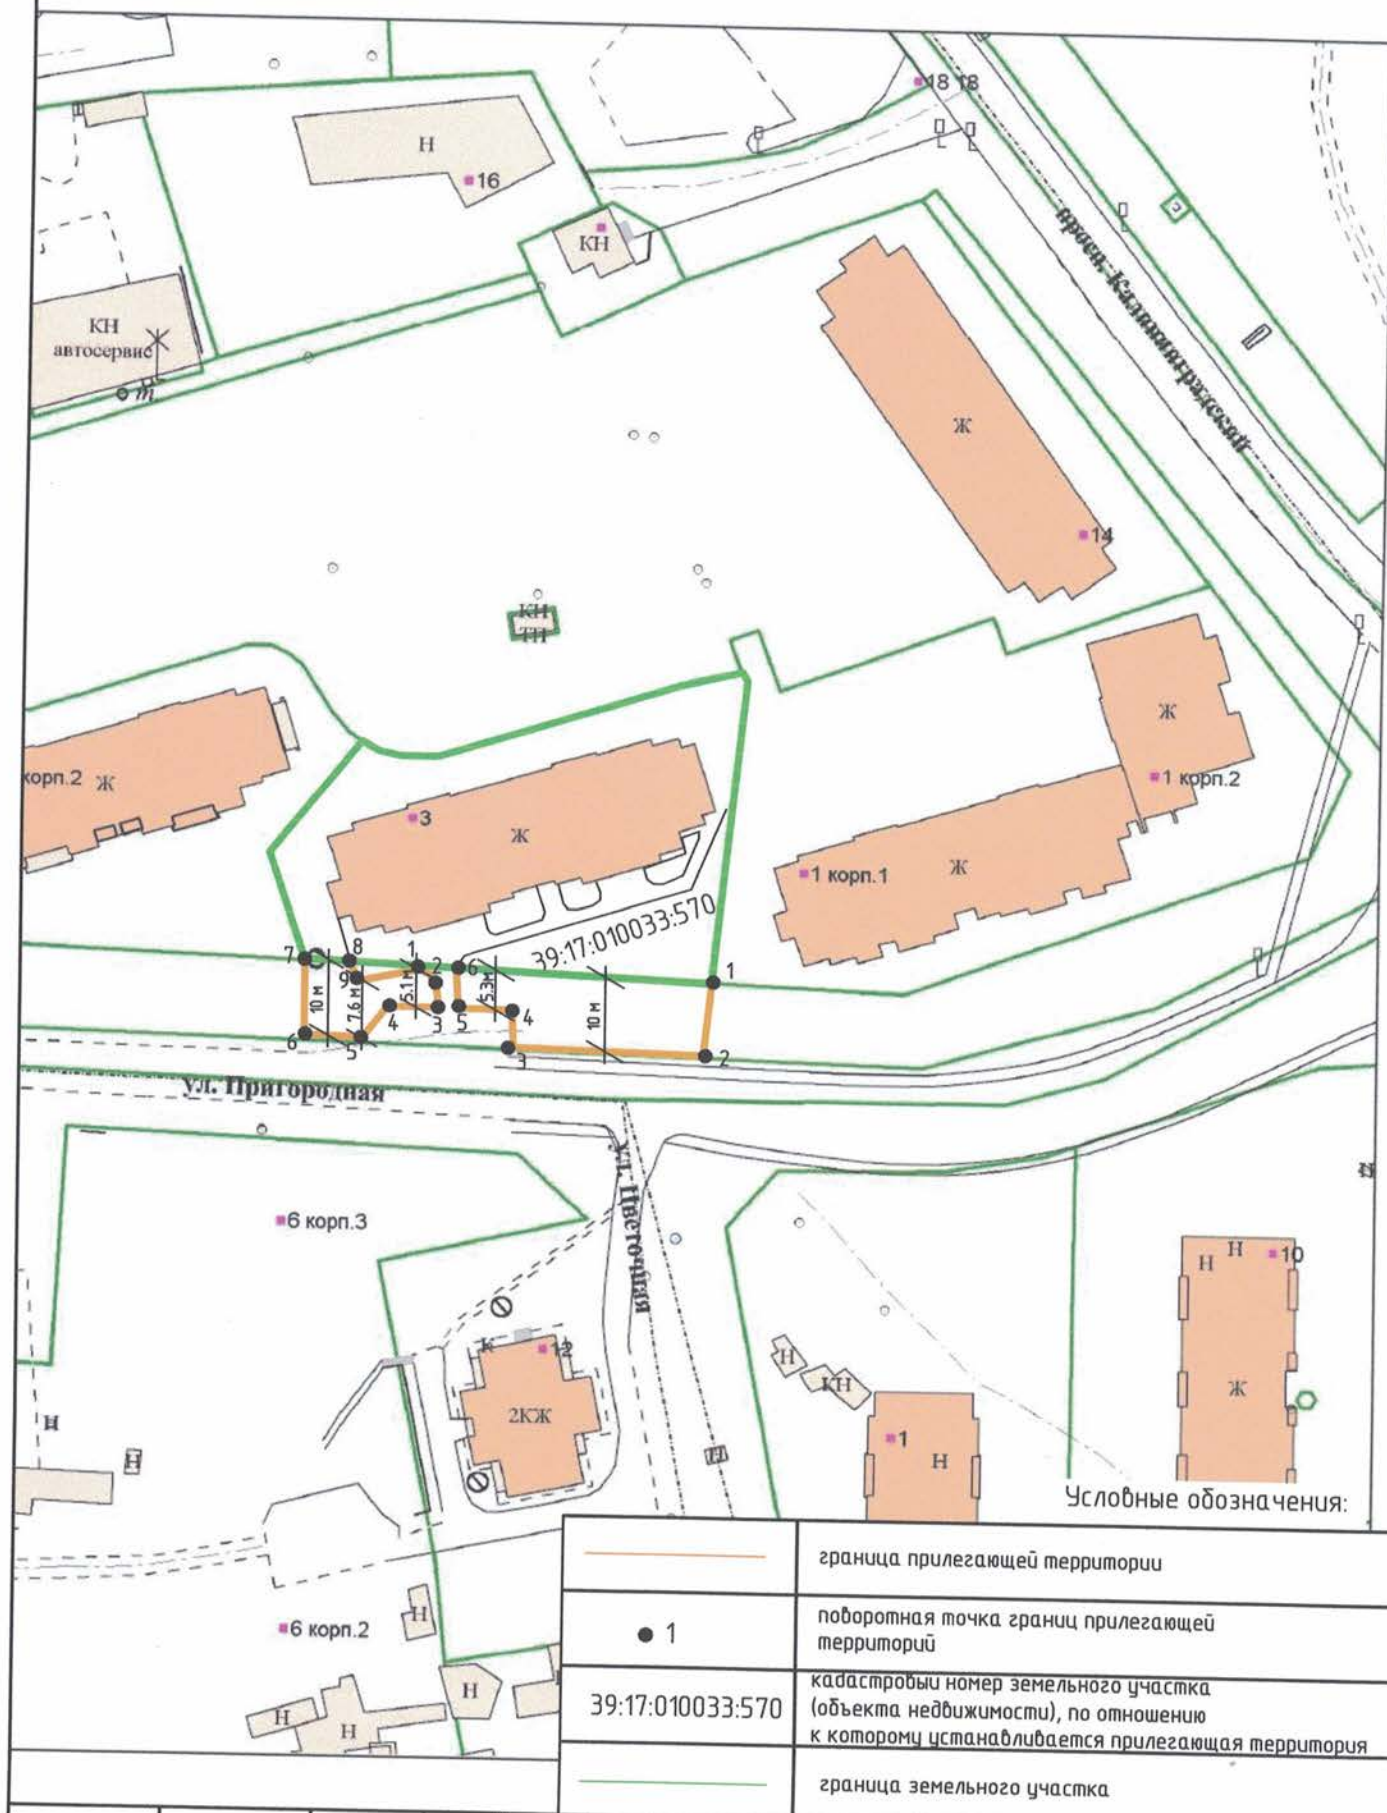 18 18
Н
16
КН
КН
автосервис
m.
просп. Калининградский
Ж
14
КН
ТП
Ж
1 корп.2
корп.2 Ж
3
Ж
1 корп.1 Ж
39:17:010033:570
7 8 1 2 6 1
9
10 м 7.6 м 5.1м 5.3м 10 м
4 3 5 4
6 5 3 2
ул. Пригородная
ул. Цветочная
Н
6 корп.3
Н Н 10
К 12
2КЖ
Н
КН
Ж
Н
Н
1
Н
Н
Условные обозначения:
граница прилегающей территории
1 поворотная точка границ прилегающей
территорий
6 корп.2
Н
39:17:010033:570 кадастровый номер земельного участка
(объекта недвижимости), по отношению
к которому устанавливается прилегающая территория
Н
Н
Н
граница земельного участка